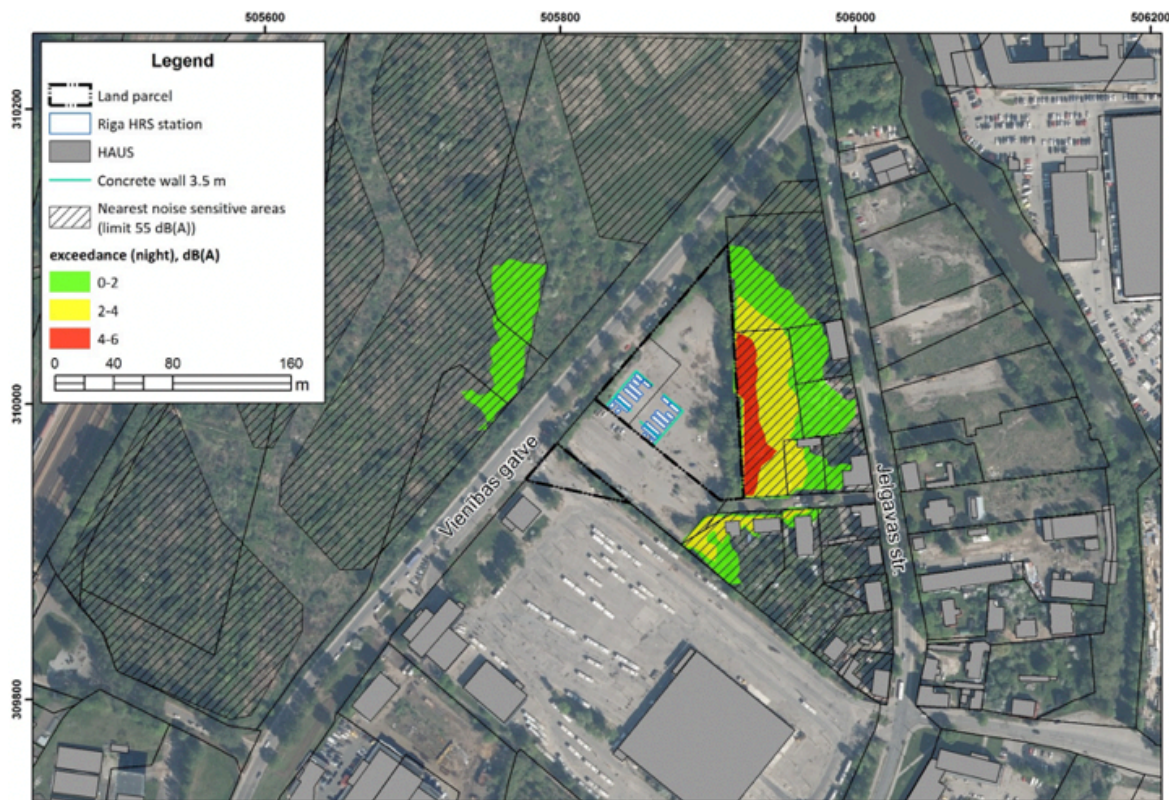 505600
505800
506000
506200
310200
310000
309800
Legend
Land parcel
Riga HRS station
HAUS
Concrete wall 3.5 m
Nearest noise sensitive areas
(limit 55 dB(A))
exceedance (night), dB(A)
0-2
2-4
4-6
0 40 80 160
m
Vienibas gatve
Jelgavas str.